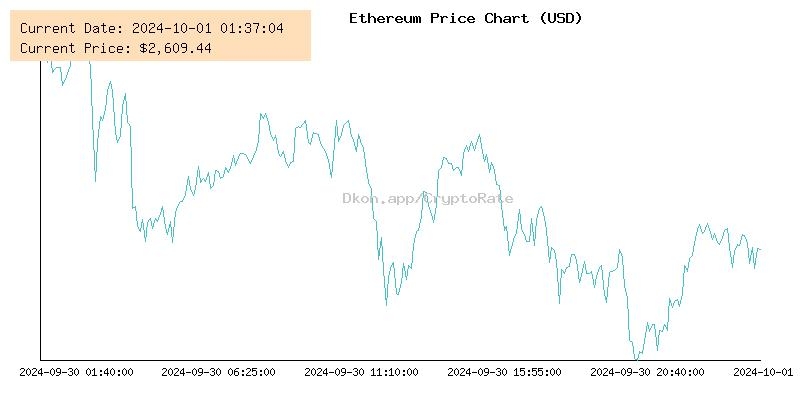 Ethereum Price Chart (USD)
Current Date: 2024-10-01 01:37:04
Current Price: $2,609.44
Dkon.app/CryptoRate
2024-09-30 01:40:00 2024-09-30 06:25:00 2024-09-30 11:10:00 2024-09-30 15:55:00 2024-09-30 20:40:00 2024-10-01